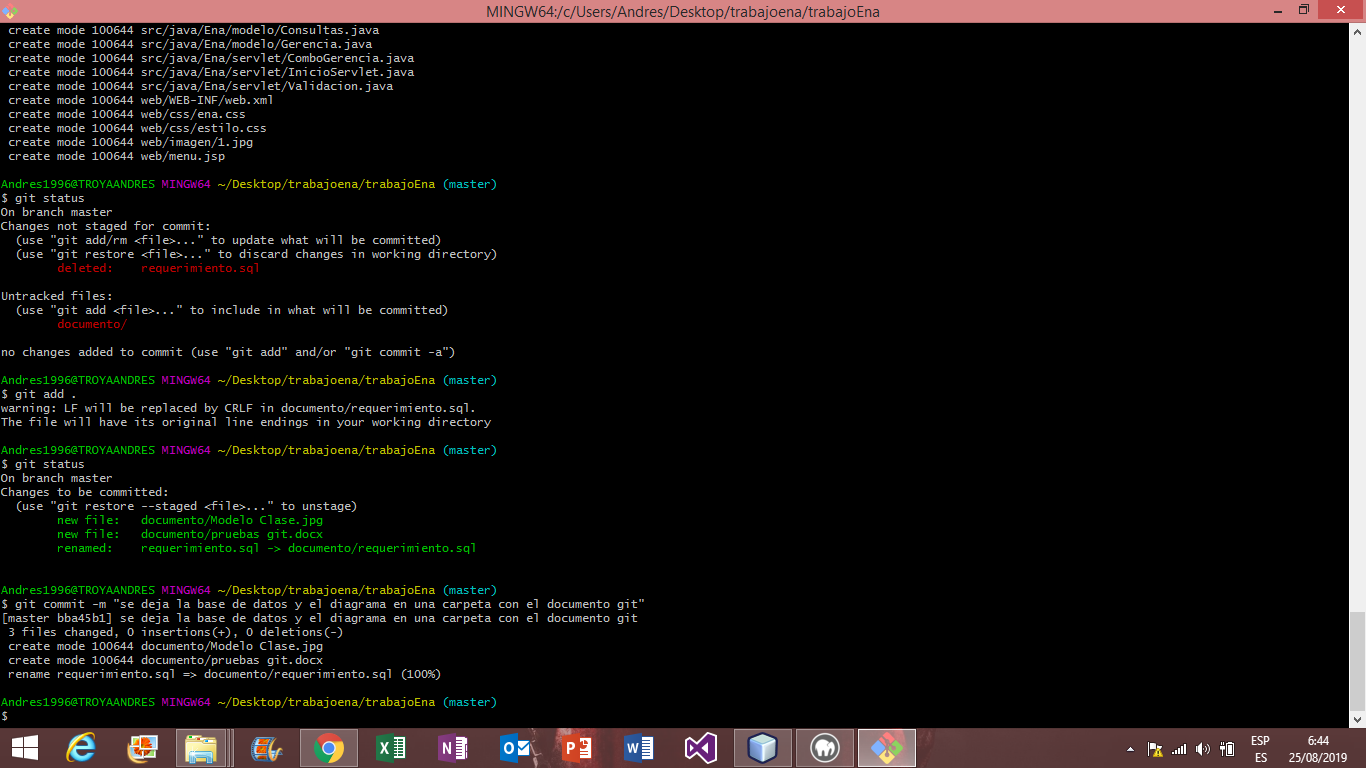 MINGW64:/c/Users/Andres/Desktop/trabajoena/trabajoEna
create mode 100644 src/java/Ena/modelo/Consultas.java
create mode 100644 src/java/Ena/modelo/Gerencia.java
create mode 100644 src/java/Ena/servlet/ComboGerencia.java
create mode 100644 src/java/Ena/servlet/InicioServlet.java
create mode 100644 src/java/Ena/servlet/Validacion.java
create mode 100644 web/WEB-INF/web.xml
create mode 100644 web/css/ena.css
create mode 100644 web/css/estilo.css
create mode 100644 web/imagen/1.jpg
create mode 100644 web/menu.jsp
Andres1996@TROYAANDRES MINGW64 ~/Desktop/trabajoena/trabajoEna (master)
$ git status
On branch master
Changes not staged for commit:
(use "git add/rm <file>..." to update what will be committed)
(use "git restore <file>..." to discard changes in working directory)
deleted: requerimiento.sql
Untracked files:
(use "git add <file>..." to include in what will be committed)
documento/
no changes added to commit (use "git add" and/or "git commit -a")
Andres1996@TROYAANDRES MINGW64 ~/Desktop/trabajoena/trabajoEna (master)
$ git add .
warning: LF will be replaced by CRLF in documento/requerimiento.sql.
The file will have its original line endings in your working directory
Andres1996@TROYAANDRES MINGW64 ~/Desktop/trabajoena/trabajoEna (master)
$ git status
On branch master
Changes to be committed:
(use "git restore --staged <file>..." to unstage)
new file: documento/Modelo Clase.jpg
new file: documento/pruebas git.docx
renamed: requerimiento.sql -> documento/requerimiento.sql
Andres1996@TROYAANDRES MINGW64 ~/Desktop/trabajoena/trabajoEna (master)
$ git commit -m "se deja la base de datos y el diagrama en una carpeta con el documento git"
[master bba45b1] se deja la base de datos y el diagrama en una carpeta con el documento git
3 files changed, 0 insertions(+), 0 deletions(-)
create mode 100644 documento/Modelo Clase.jpg
create mode 100644 documento/pruebas git.docx
rename requerimiento.sql => documento/requerimiento.sql (100%)
Andres1996@TROYAANDRES MINGW64 ~/Desktop/trabajoena/trabajoEna (master)
$
ESP 6:44
ES 25/08/2019